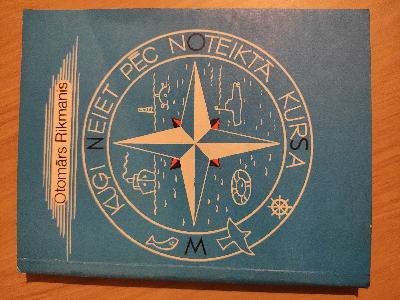 Otomārs Rikmanis
KUĢI NEIET PĒC NOTEIKTĀ KURSA
W